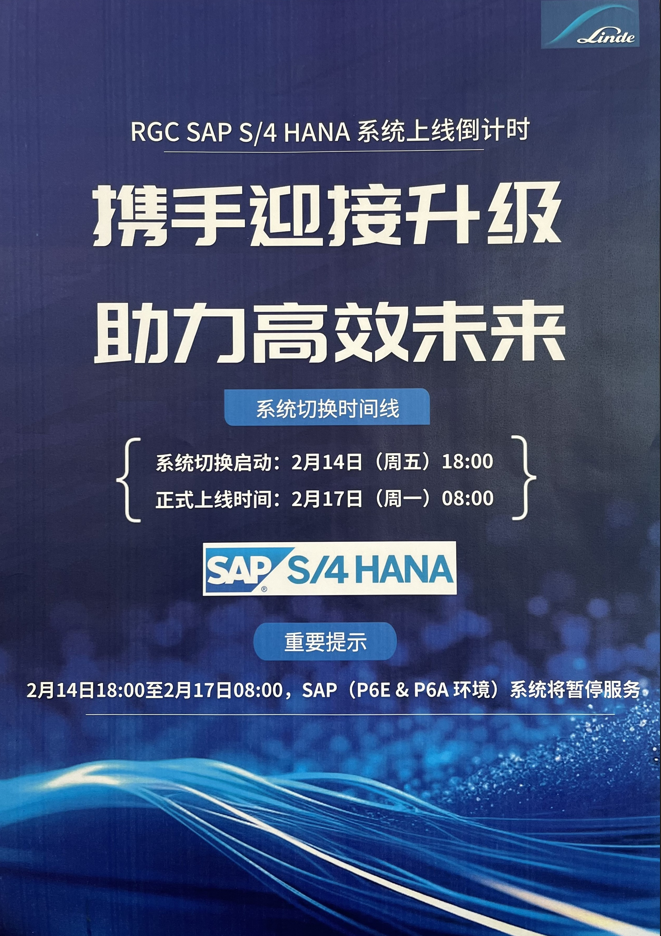 Linde
RGC SAP S/4 HANA 系统上线倒计时
携手迎接升级
助力高效未来
系统切换时间线
系统切换启动：2月14日（周五）18:00
正式上线时间：2月17日（周一）08:00
SAP® S/4 HANA
重要提示
2月14日18:00至2月17日08:00，SAP（P6E & P6A 环境）系统将暂停服务。